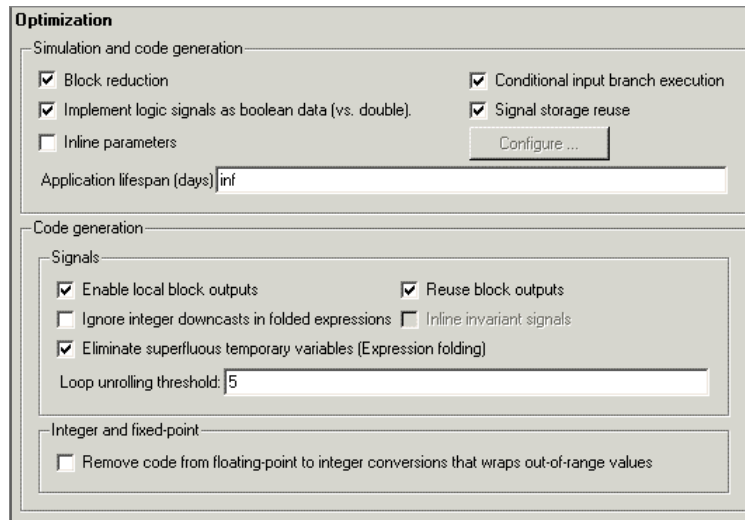 Optimization
Simulation and code generation
Block reduction
Conditional input branch execution
Implement logic signals as boolean data (vs. double).
Signal storage reuse
Inline parameters
Configure ...
Application lifespan (days) inf
Code generation
Signals
Enable local block outputs
Reuse block outputs
Ignore integer downcasts in folded expressions
Inline invariant signals
Eliminate superfluous temporary variables (Expression folding)
Loop unrolling threshold: 5
Integer and fixed-point
Remove code from floating-point to integer conversions that wraps out-of-range values